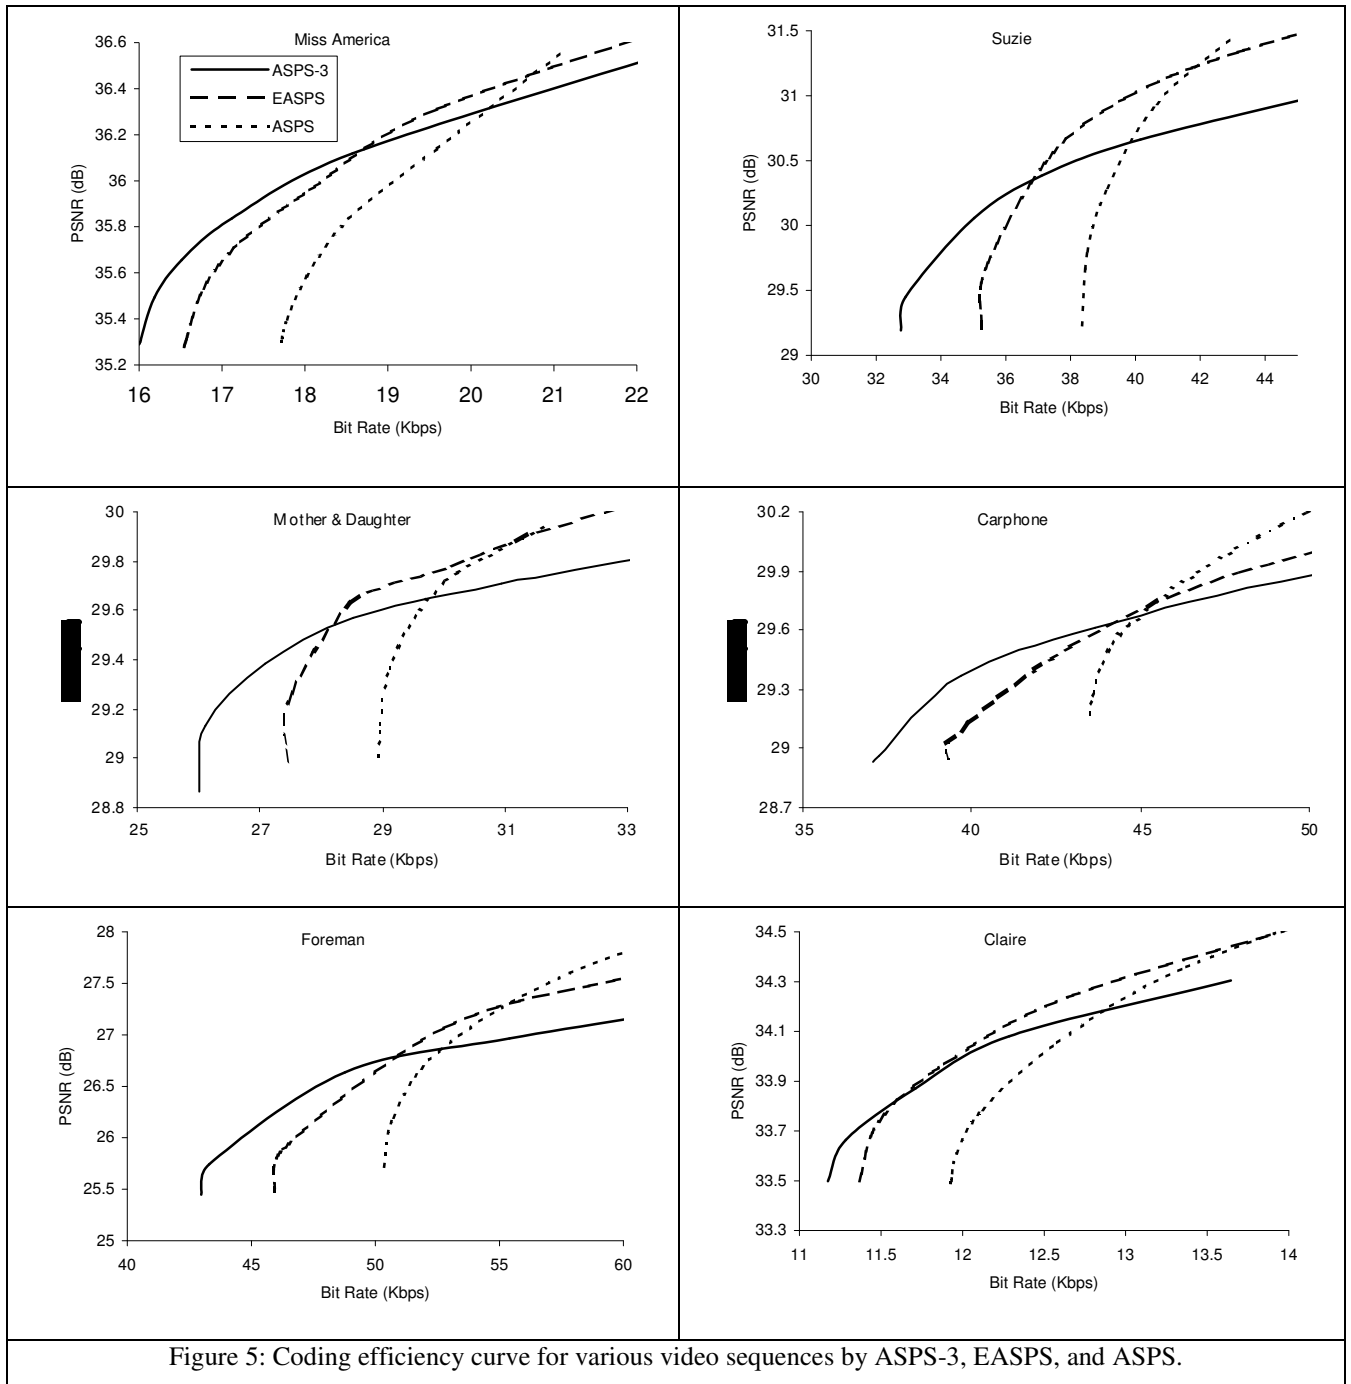 Miss America
36.6
36.4
36.2
36
35.8
35.6
35.4
35.2
PSNR (dB)
ASPS-3
EASPS
ASPS
16 17 18 19 20 21 22
Bit Rate (Kbps)
Suzie
31.5
31
30.5
30
29.5
29
PSNR (dB)
30 32 34 36 38 40 42 44
Bit Rate (Kbps)
Mother & Daughter
30
29.8
29.6
29.4
29.2
29
28.8
25 27 29 31 33
Bit Rate (Kbps)
Carphone
30.2
29.9
29.6
29.3
29
28.7
35 40 45 50
Bit Rate (Kbps)
Foreman
28
27.5
27
26.5
26
25.5
25
PSNR (dB)
40 45 50 55 60
Bit Rate (Kbps)
Claire
34.5
34.3
34.1
33.9
33.7
33.5
33.3
PSNR (dB)
11 11.5 12 12.5 13 13.5 14
Bit Rate (Kbps)
Figure 5: Coding efficiency curve for various video sequences by ASPS-3, EASPS, and ASPS.